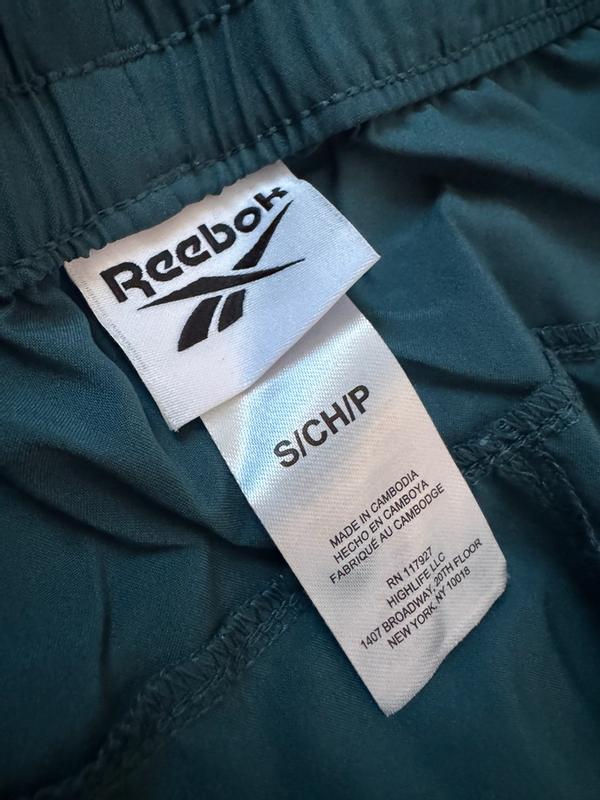 Reebok
S/CH/P
MADE IN CAMBODIA
HECHO EN CAMBOYA
FABRIQUÉ AU CAMBODGE
RN 117927
HIGHLIFE LLC
1407 BROADWAY, 20TH FLOOR
NEW YORK, NY 10018